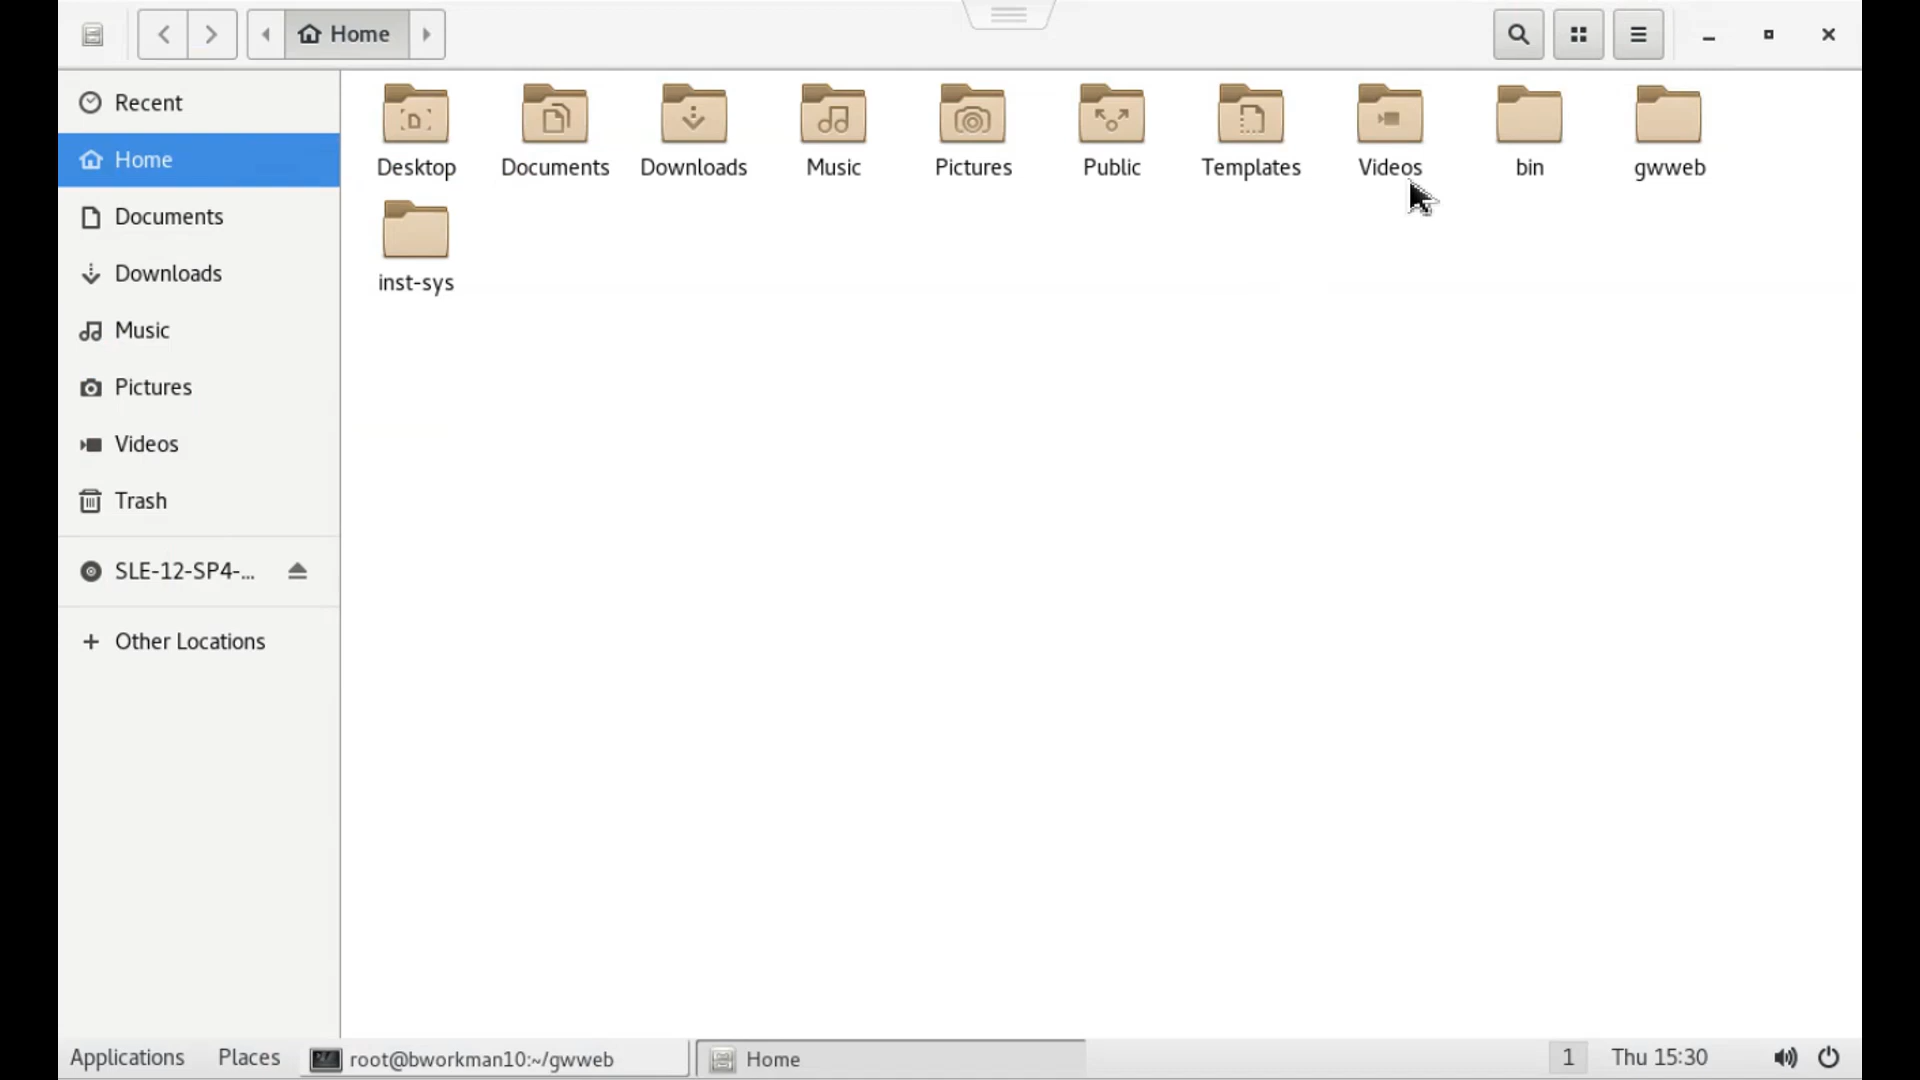 Home
Recent
Home
Documents
Downloads
Music
Pictures
Videos
Trash
SLE-12-SP4-...
Other Locations
Desktop
Documents
Downloads
Music
Pictures
Public
Templates
Videos
bin
gwweb
inst-sys
Applications
Places
root@bworkman10:~/gwweb
Home
1
Thu 15:30